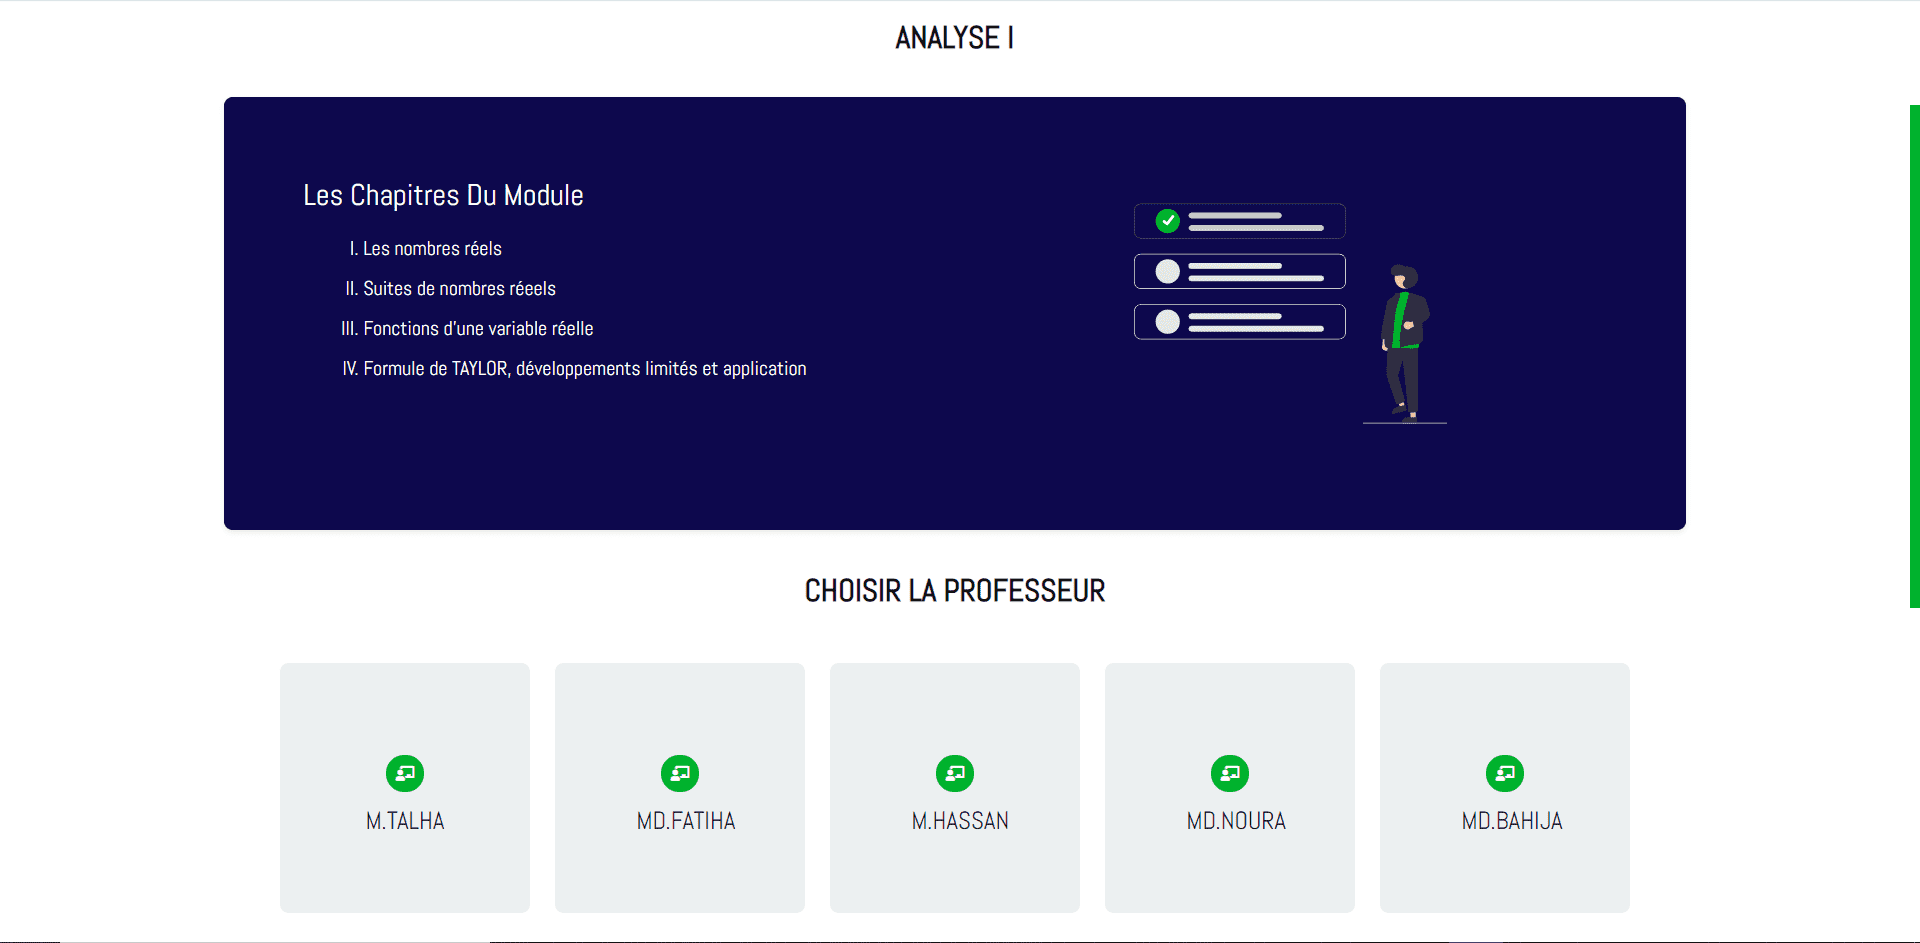 ANALYSE I
Les Chapitres Du Module
I. Les nombres réels
II. Suites de nombres réeels
III. Fonctions d'une variable réelle
IV. Formule de TAYLOR, développements limités et application
CHOISIR LA PROFESSEUR
M.TALHA
MD.FATIHA
M.HASSAN
MD.NOURA
MD.BAHIJA